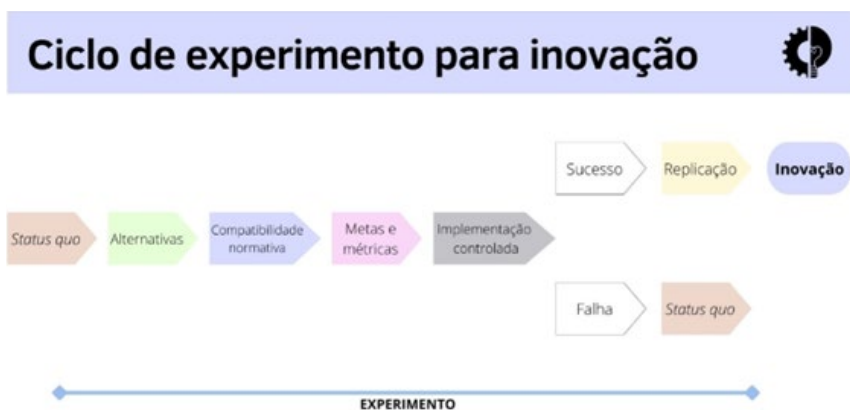 Ciclo de experimento para inovação
Sucesso
Replicação
Inovação
Status quo
Alternativas
Compatibilidade
normativa
Metas e
métricas
Implementação
controlada
Falha
Status quo
EXPERIMENTO